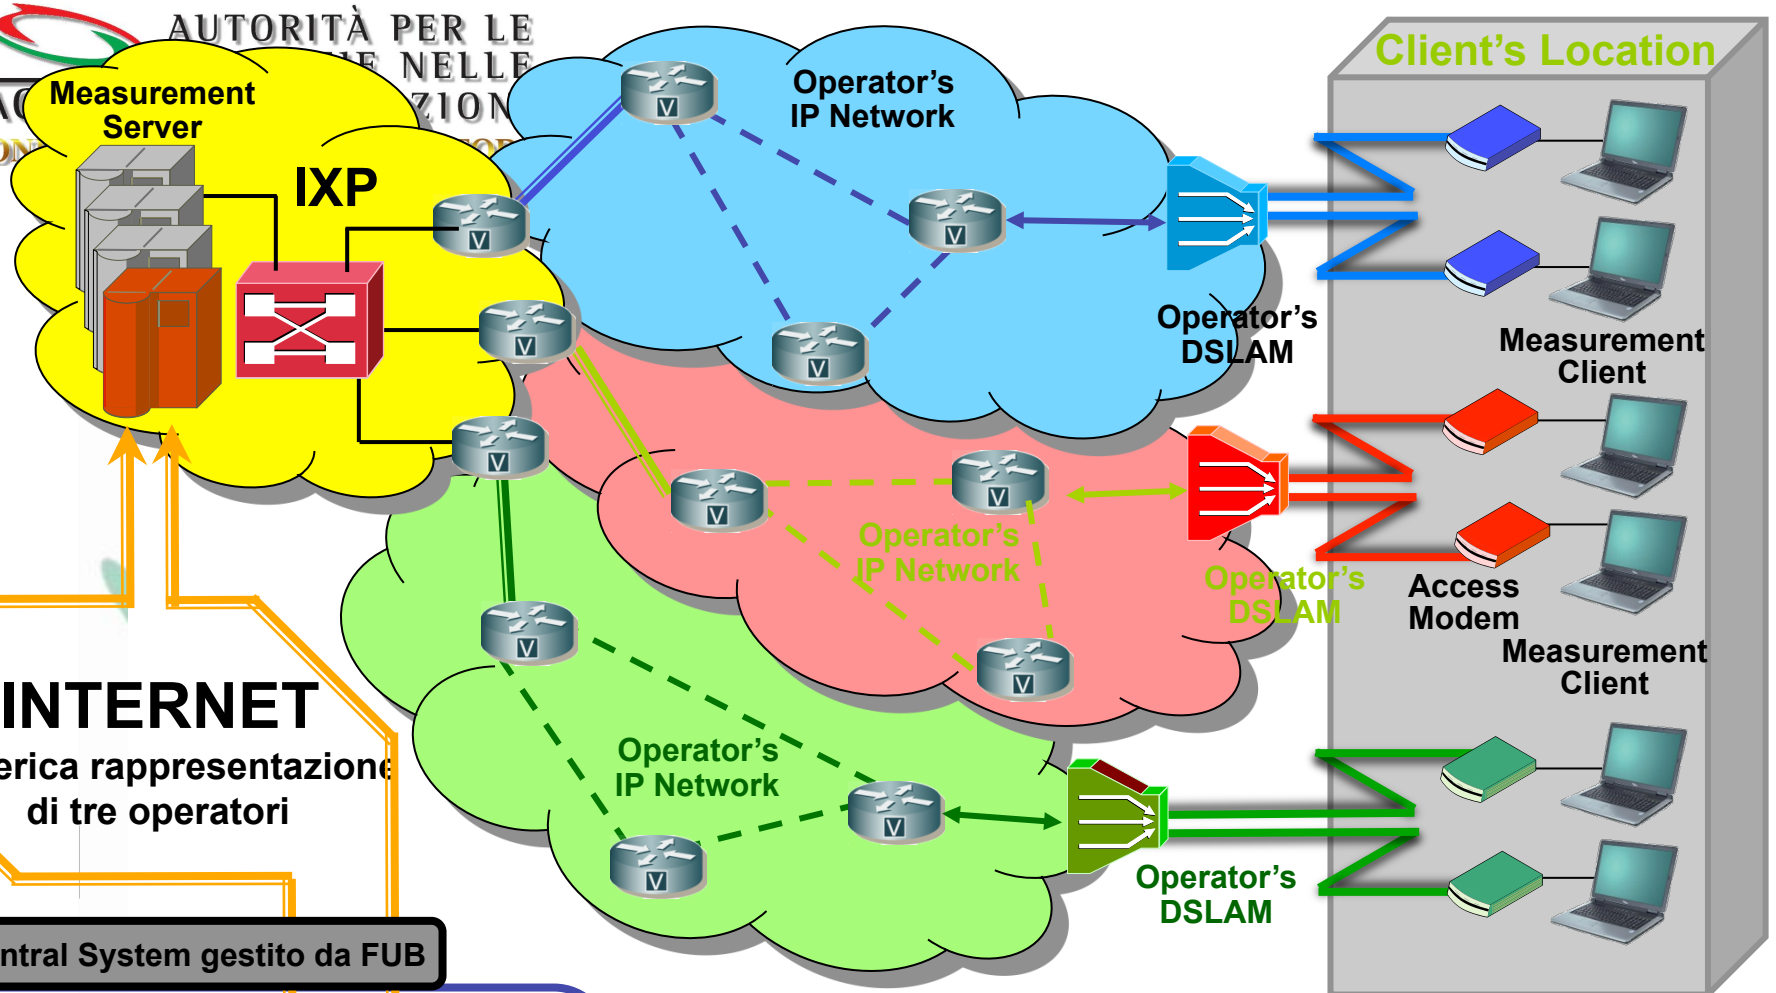 AUTORITÀ PER LE
NELLE
Measurement
Server
IXP
Operator's
IP Network
Client's Location
Operator's
DSLAM
Measurement
Client
Operator's
IP Network
Operator's
DSLAM
Access
Modem
Measurement
Client
INTERNET
di tre operatori
rappresentazione
Operator's
IP Network
Operator's
DSLAM
System gestito da FUB
V
V
V
V
V
V
V
V
V
V
V
V